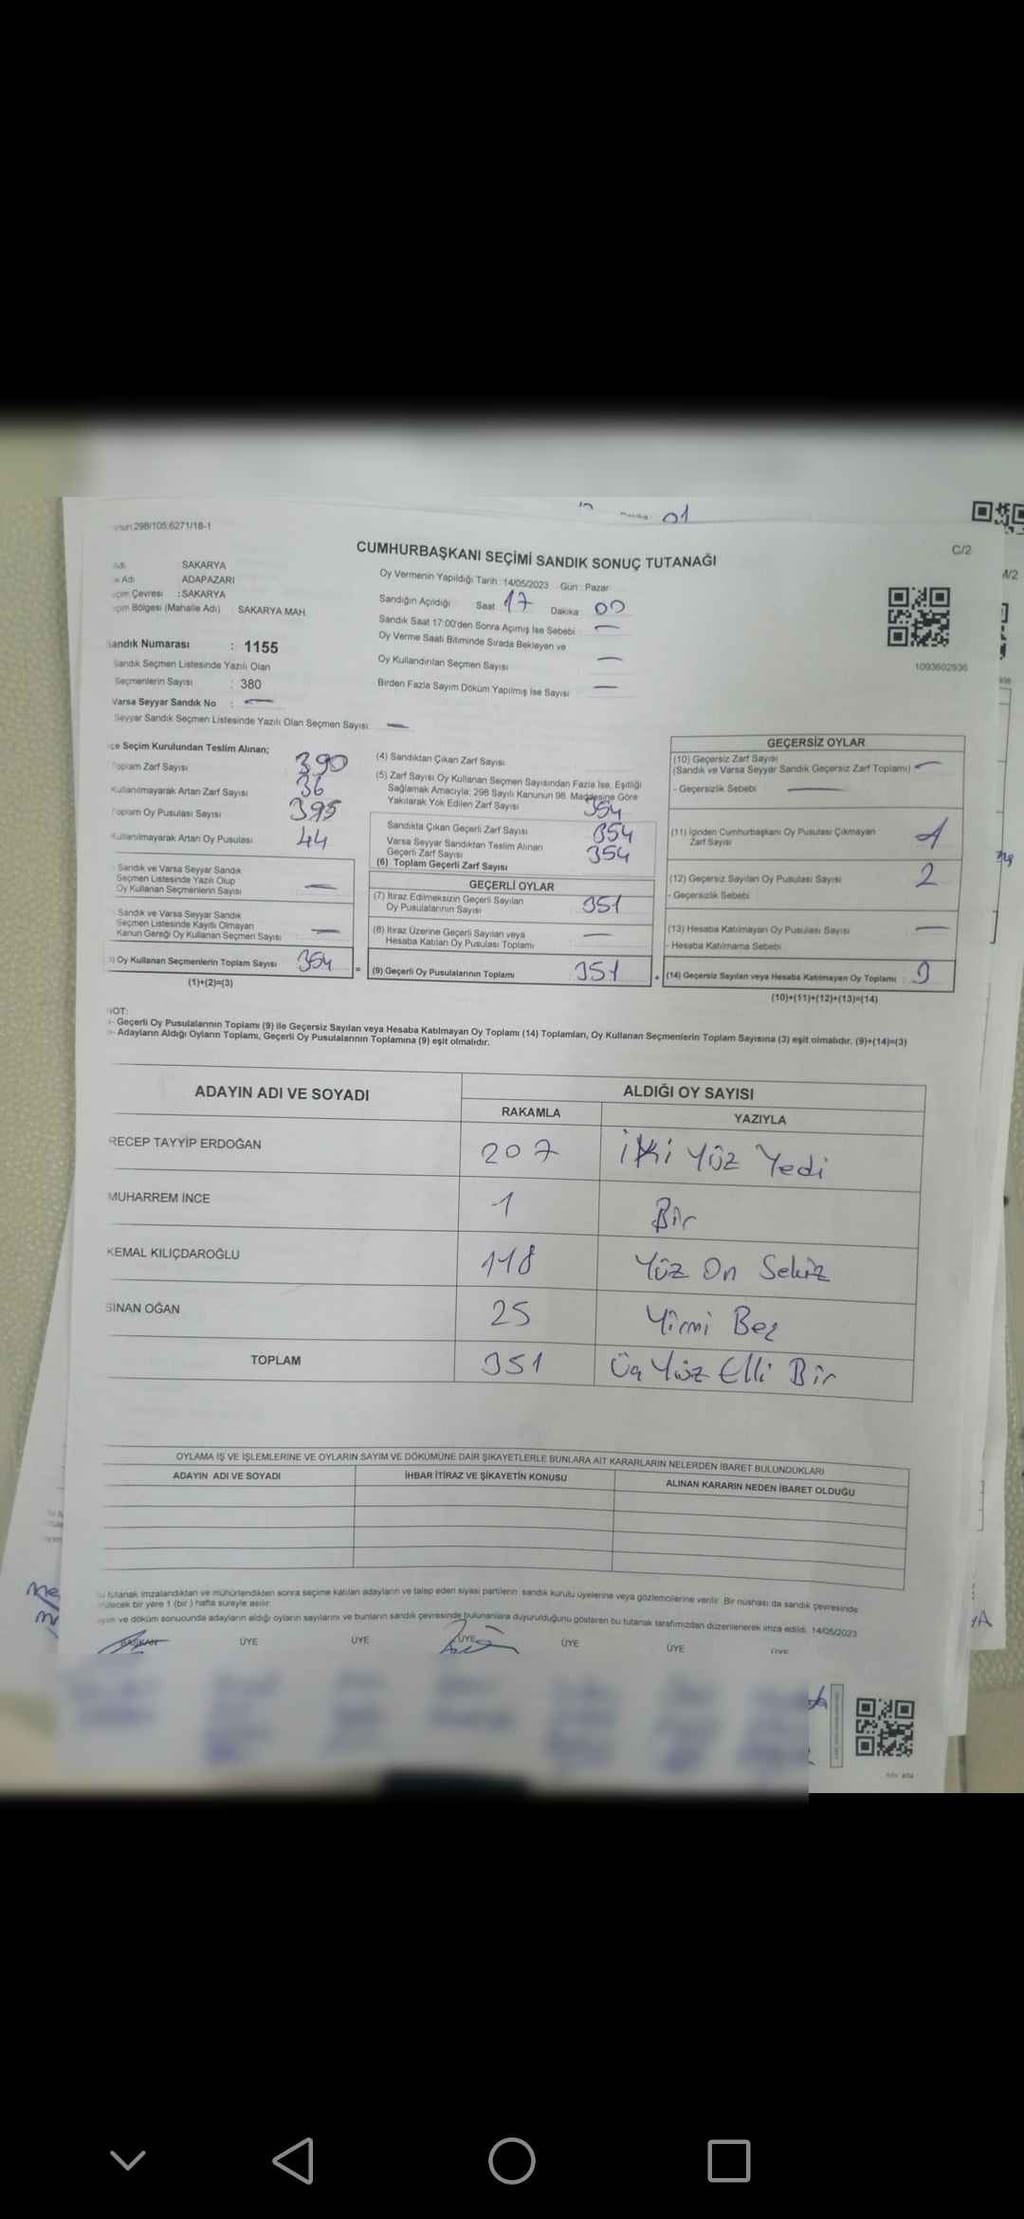 01
298/105.6271/18-1
C/2
CUMHURBAŞKANI SEÇİMİ SANDIK SONUÇ TUTANAĞI
Adı SAKARYA
Adı ADAPAZARI
Çevresi : SAKARYA
Bölgesi (Mahalle Adı) SAKARYA MAH.
Oy Vermenin Yapıldığı Tarih : 14/05/2023 Gün : Pazar
Sandığın Açıldığı Saat 17 Dakika 00
Sandık Saat 17:00'den Sonra Açımış İse Sebebi : —
Oy Verme Saati Bitiminde Sırada Bekleyen ve
Oy Kullandırılan Seçmen Sayısı —
Birden Fazla Sayım Döküm Yapılmış İse Sayısı —
1093602936
Sandık Numarası : 1155
Sandık Seçmen Listesinde Yazılı Olan
Seçmenlerin Sayısı : 380
Varsa Seyyar Sandık No : —
Seyyar Sandık Seçmen Listesinde Yazılı Olan Seçmen Sayısı: —
Seçim Kurulundan Teslim Alınan;
Toplam Zarf Sayısı 390
Kullanılmayarak Artan Zarf Sayısı 36
Toplam Oy Pusulası Sayısı 395
Kullanılmayarak Artan Oy Pusulası 44
Sandık ve Varsa Seyyar Sandık
Seçmen Listesinde Yazılı Olup
Oy Kullanan Seçmenlerin Sayısı —
Sandık ve Varsa Seyyar Sandık
Seçmen Listesinde Kayıtlı Olmayan
Kanun Gereği Oy Kullanan Seçmen Sayısı —
Oy Kullanan Seçmenlerin Toplam Sayısı 354
(1)+(2)=(3)
(4) Sandıktan Çıkan Zarf Sayısı
(5) Zarf Sayısı Oy Kullanan Seçmen Sayısından Fazla İse, Eşitliği
Sağlamak Amacıyla; 298 Sayılı Kanunun 98. Maddesine Göre
Yakılarak Yok Edilen Zarf Sayısı 354
Sandıkta Çıkan Geçerli Zarf Sayısı 354
Varsa Seyyar Sandıktan Teslim Alınan
Geçerli Zarf Sayısı 354
(6) Toplam Geçerli Zarf Sayısı
GEÇERLİ OYLAR
(7) İtiraz Edilmeksizin Geçerli Sayılan
Oy Pusulalarının Sayısı 351
(8) İtiraz Üzerine Geçerli Sayılan veya
Hesaba Katılan Oy Pusulası Toplamı —
= (9) Geçerli Oy Pusulalarının Toplamı 351
GEÇERSİZ OYLAR
(10) Geçersiz Zarf Sayısı
(Sandık ve Varsa Seyyar Sandık Geçersiz Zarf Toplamı) —
- Geçersizlik Sebebi —
(11) İçinden Cumhurbaşkanı Oy Pusulası Çıkmayan
Zarf Sayısı 1
(12) Geçersiz Sayılan Oy Pusulası Sayısı 2
- Geçersizlik Sebebi
(13) Hesaba Katılmayan Oy Pusulası Sayısı —
- Hesaba Katılmama Sebebi
+ (14) Geçersiz Sayılan veya Hesaba Katılmayan Oy Toplamı : 3
(10)+(11)+(12)+(13)=(14)
NOT:
- Geçerli Oy Pusulalarının Toplamı (9) ile Geçersiz Sayılan veya Hesaba Katılmayan Oy Toplamı (14) Toplamları, Oy Kullanan Seçmenlerin Toplam Sayısına (3) eşit olmalıdır. (9)+(14)=(3)
- Adayların Aldığı Oyların Toplamı, Geçerli Oy Pusulalarının Toplamına (9) eşit olmalıdır.
ADAYIN ADI VE SOYADI ALDIĞI OY SAYISI
RAKAMLA YAZIYLA
RECEP TAYYİP ERDOĞAN 207 İki Yüz Yedi
MUHARREM İNCE 1 Bir
KEMAL KILIÇDAROĞLU 118 Yüz On Sekiz
SİNAN OĞAN 25 Yirmi Beş
TOPLAM 351 Üç Yüz Elli Bir
OYLAMA İŞ VE İŞLEMLERİNE VE OYLARIN SAYIM VE DÖKÜMÜNE DAİR ŞİKAYETLERLE BUNLARA AİT KARARLARIN NELERDEN İBARET BULUNDUKLARI
ADAYIN ADI VE SOYADI İHBAR İTİRAZ VE ŞİKAYETİN KONUSU ALINAN KARARIN NEDEN İBARET OLDUĞU
tutanak imzalandıktan ve mühürlendikten sonra seçime katılan adayların ve talep eden siyasi partilerin sandık kurulu üyelerine veya gözlemcilerine verilir. Bir nüshası da sandık çevresinde
bir yere 1 (bir) hafta süreyle asılır.
ve döküm sonucunda adayların aldığı oyların sayılarını ve bunların sandık çevresinde bulunanlara duyurulduğunu gösteren bu tutanak tarafımızdan düzenlenerek imza edildi. 14/05/2023
BAŞKAN ÜYE ÜYE ÜYE ÜYE ÜYE ÜYE